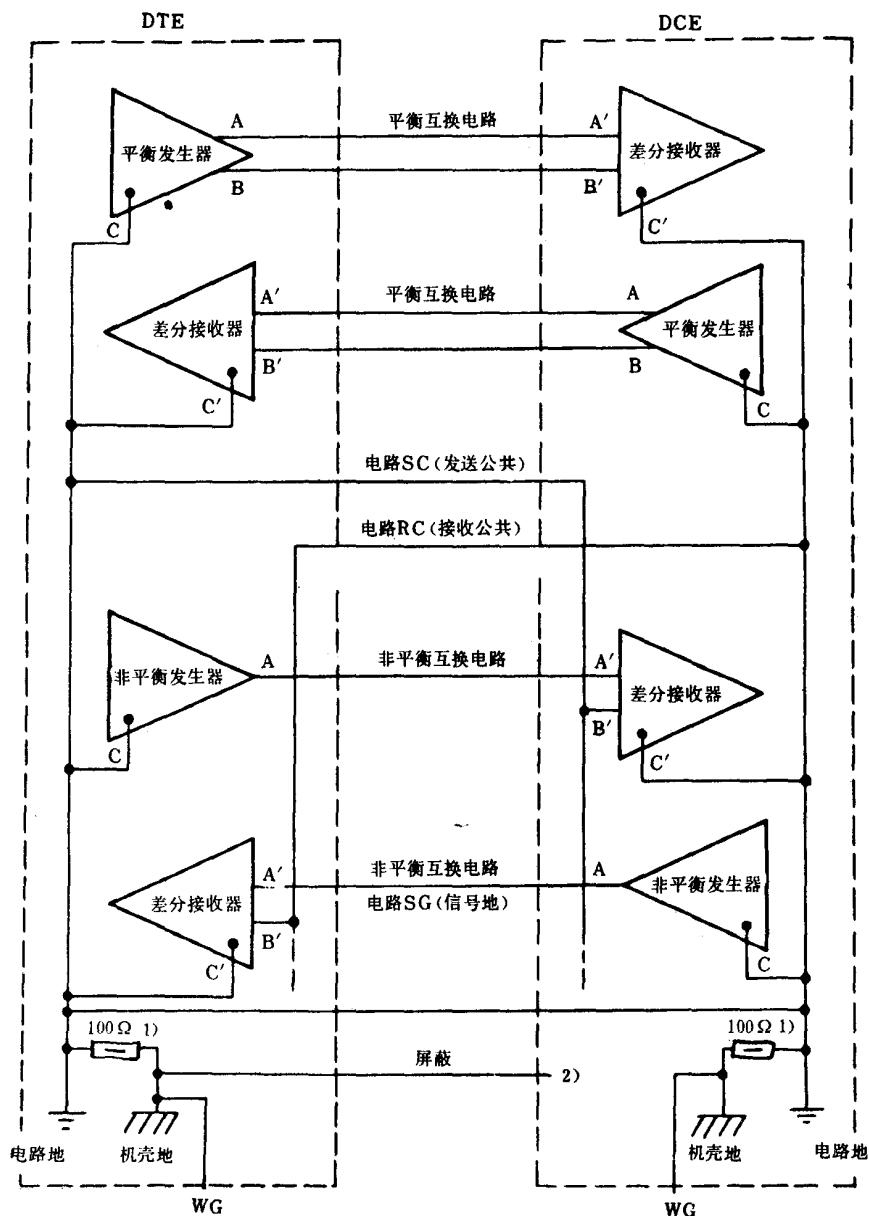 DTE
DCE
A
平衡互换电路
A′
平衡发生器
差分接收器
B
B′
C
C′
A′
平衡互换电路
A
差分接收器
平衡发生器
B′
B
C′
C
电路SC(发送公共)
电路RC(接收公共)
A
非平衡互换电路
A′
非平衡发生器
差分接收器
B′
C
C′
A′
非平衡互换电路
A
差分接收器
电路SG(信号地)
非平衡发生器
B′
C′
C
100Ω 1)
100Ω 1)
屏蔽
2)
电路地
机壳地
机壳地
电路地
WG
WG